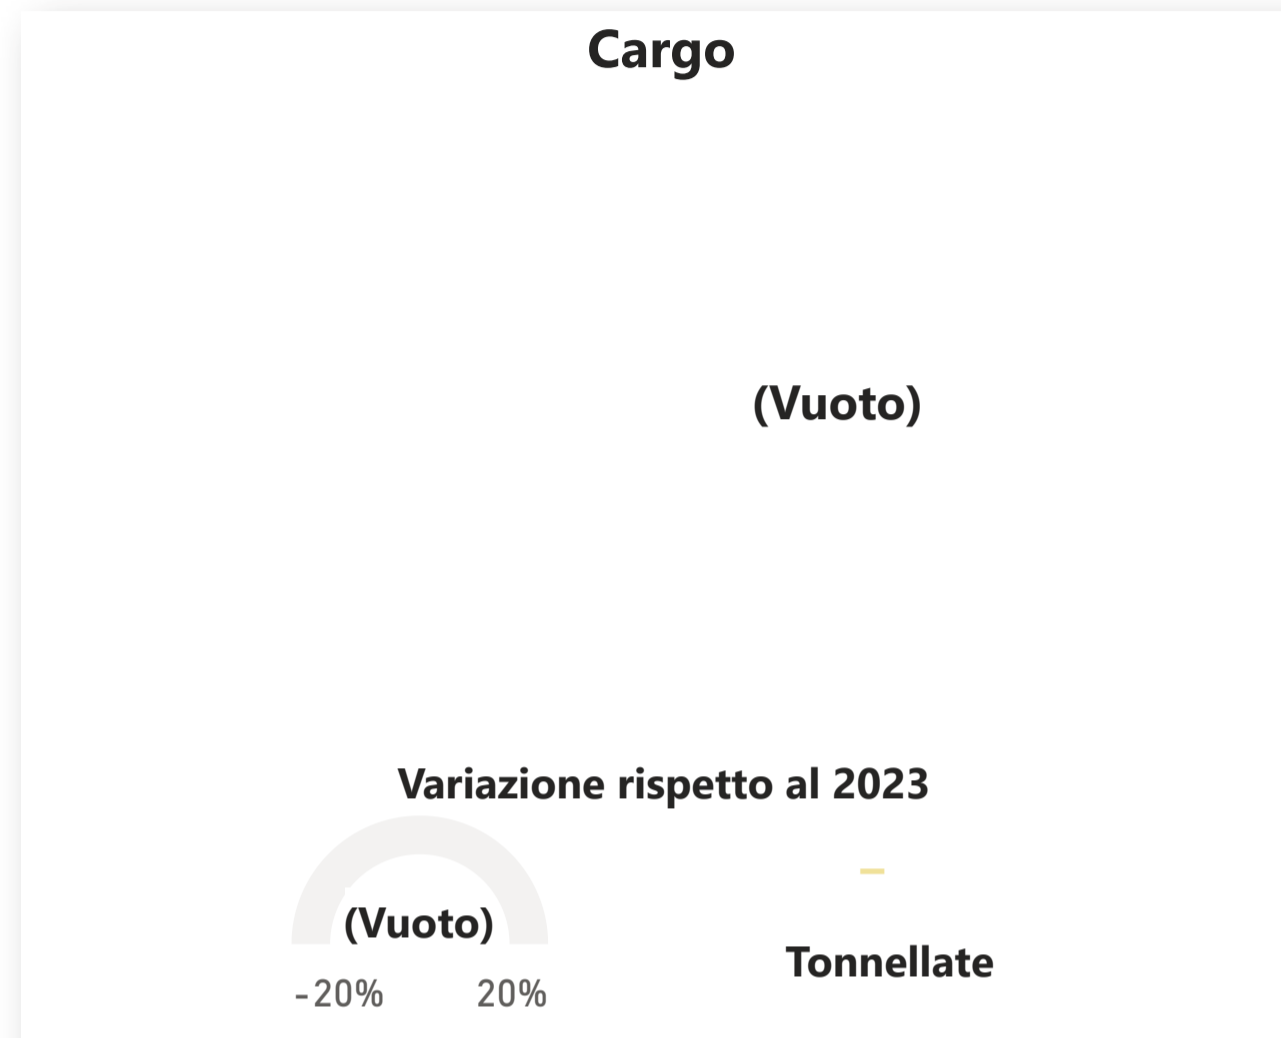 Cargo
(Vuoto)
Variazione rispetto al 2023
–
(Vuoto)
-20% 20%
Tonnellate